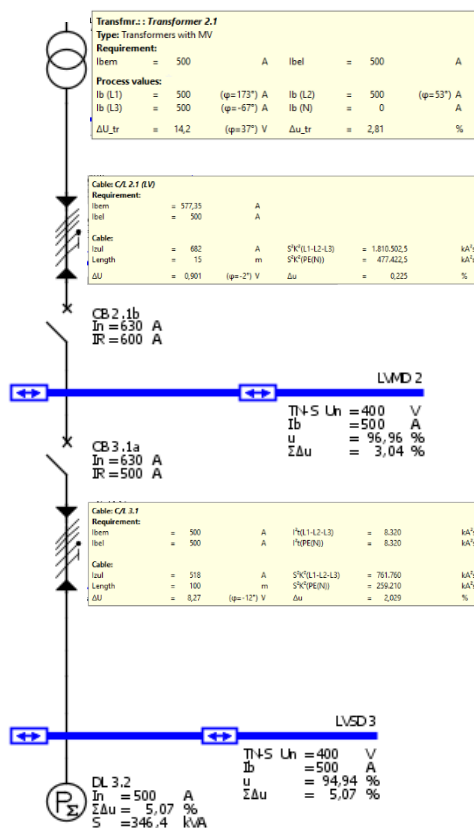 Transfmr.: : Transformer 2.1
Type: Transformers with MV
Requirement:
Ibem = 500 A Ibel = 500 A
Process values:
Ib (L1) = 500 (φ=173°) A Ib (L2) = 500 (φ=53°) A
Ib (L3) = 500 (φ=-67°) A Ib (N) = 0 A
ΔU_tr = 14,2 (φ=37°) V Δu_tr = 2,81 %
Cable: C/L 2.1 (LV)
Requirement:
Ibem = 577,35 A
Ibel = 500 A
Cable:
Izul = 682 A S²K²(L1-L2-L3) = 1.810.502,5 kA²
Length = 15 m S²K²(PE(N)) = 477.422,5 kA²
ΔU = 0,901 (φ=-2°) V Δu = 0,225 %
CB 2.1b
In = 630 A
IR = 600 A
LVMD 2
TN-S Un = 400 V
Ib = 500 A
u = 96,96 %
ΣΔu = 3,04 %
CB 3.1a
In = 630 A
IR = 500 A
Cable: C/L 3.1
Requirement:
Ibem = 500 A I²t(L1-L2-L3) = 8.320 kA²
Ibel = 500 A I²t(PE(N)) = 8.320 kA²
Cable:
Izul = 518 A S²K²(L1-L2-L3) = 761.760 kA²
Length = 100 m S²K²(PE(N)) = 259.210 kA²
ΔU = 8,27 (φ=-12°) V Δu = 2,029 %
LVSD 3
TN-S Un = 400 V
Ib = 500 A
u = 94,94 %
ΣΔu = 5,07 %
DL 3.2
In = 500 A
ΣΔu = 5,07 %
S = 346,4 kVA
PΣ